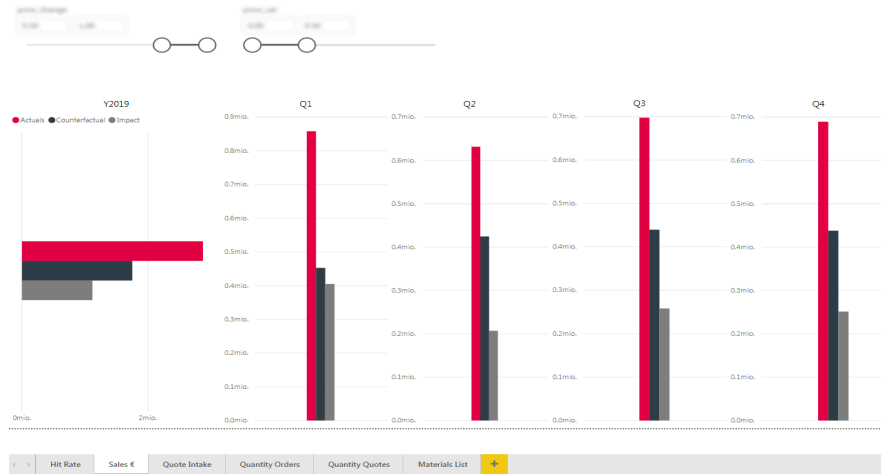 Y2019
Actuals Counterfactual Impact
0mio. 2mio.
Q1
0.9mio.
0.8mio.
0.7mio.
0.6mio.
0.5mio.
0.4mio.
0.3mio.
0.2mio.
0.1mio.
0.0mio.
Q2
0.7mio.
0.6mio.
0.5mio.
0.4mio.
0.3mio.
0.2mio.
0.1mio.
0.0mio.
Q3
0.7mio.
0.6mio.
0.5mio.
0.4mio.
0.3mio.
0.2mio.
0.1mio.
0.0mio.
Q4
0.7mio.
0.6mio.
0.5mio.
0.4mio.
0.3mio.
0.2mio.
0.1mio.
0.0mio.
Hit Rate Sales € Quote Intake Quantity Orders Quantity Quotes Materials List +